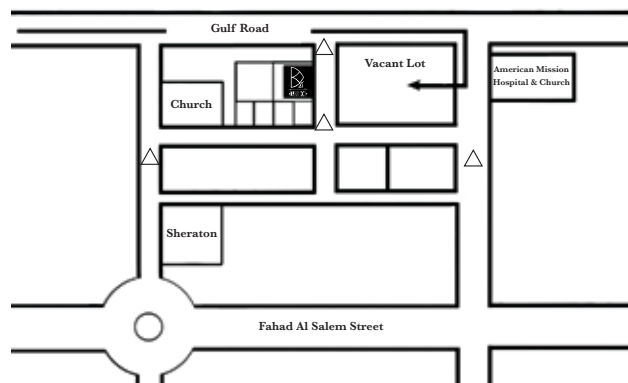 Gulf Road
Vacant Lot
American Mission
Hospital & Church
Church
Sheraton
Fahad Al Salem Street